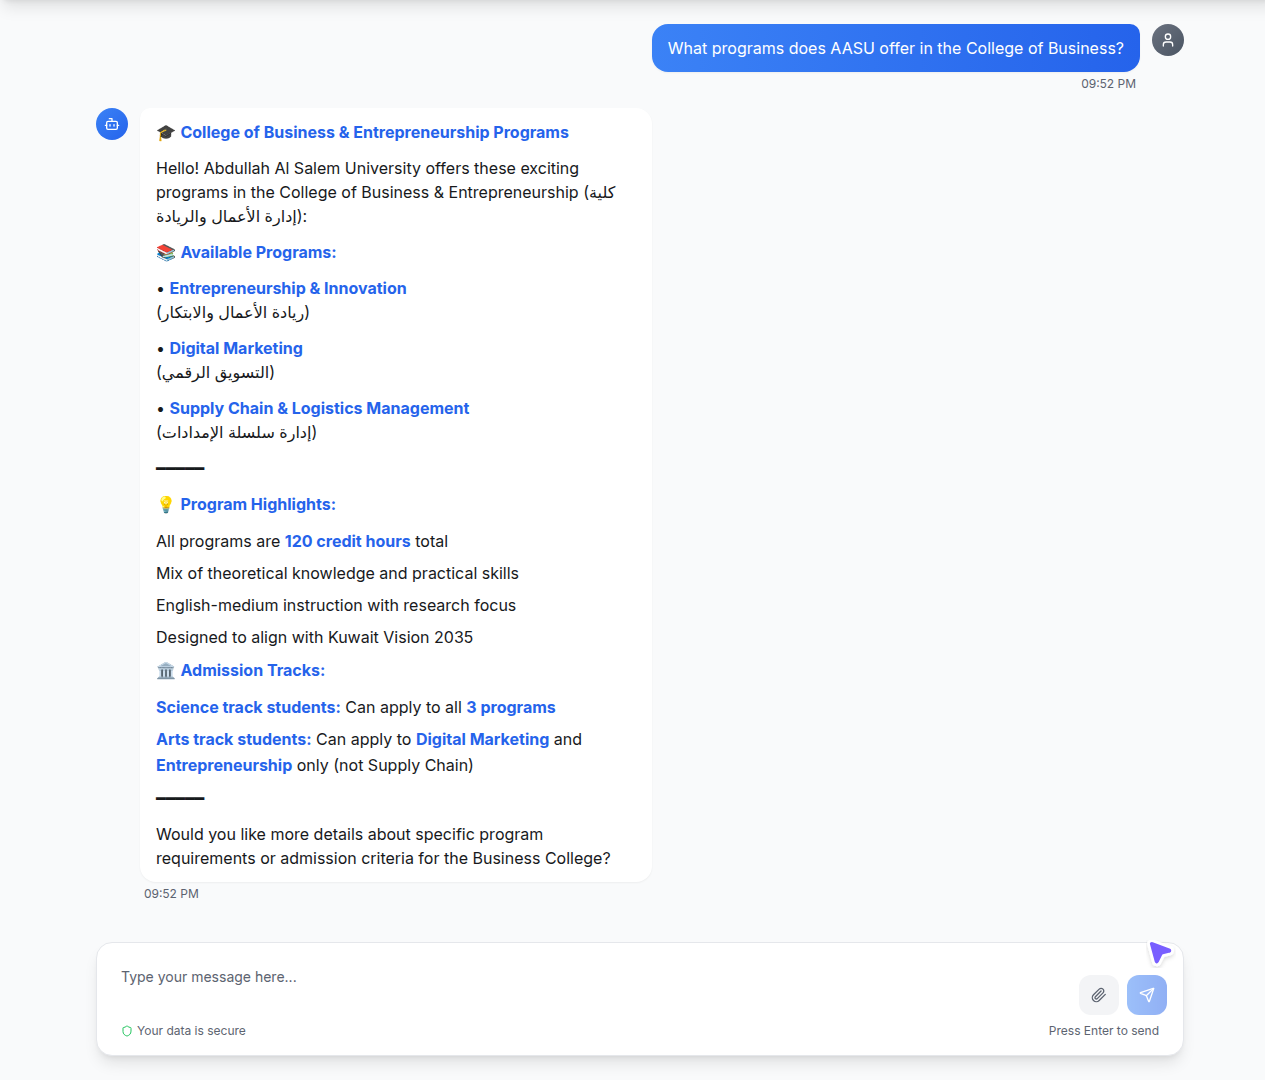 What programs does AASU offer in the College of Business?
09:52 PM
🎓 College of Business & Entrepreneurship Programs
Hello! Abdullah Al Salem University offers these exciting
programs in the College of Business & Entrepreneurship (كلية
إدارة الأعمال والريادة):
📚 Available Programs:
• Entrepreneurship & Innovation
(ريادة الأعمال والابتكار)
• Digital Marketing
(التسويق الرقمي)
• Supply Chain & Logistics Management
(إدارة سلسلة الإمدادات)
💡 Program Highlights:
All programs are 120 credit hours total
Mix of theoretical knowledge and practical skills
English-medium instruction with research focus
Designed to align with Kuwait Vision 2035
🏛️ Admission Tracks:
Science track students: Can apply to all 3 programs
Arts track students: Can apply to Digital Marketing and
Entrepreneurship only (not Supply Chain)
Would you like more details about specific program
requirements or admission criteria for the Business College?
09:52 PM
Type your message here...
Your data is secure
Press Enter to send